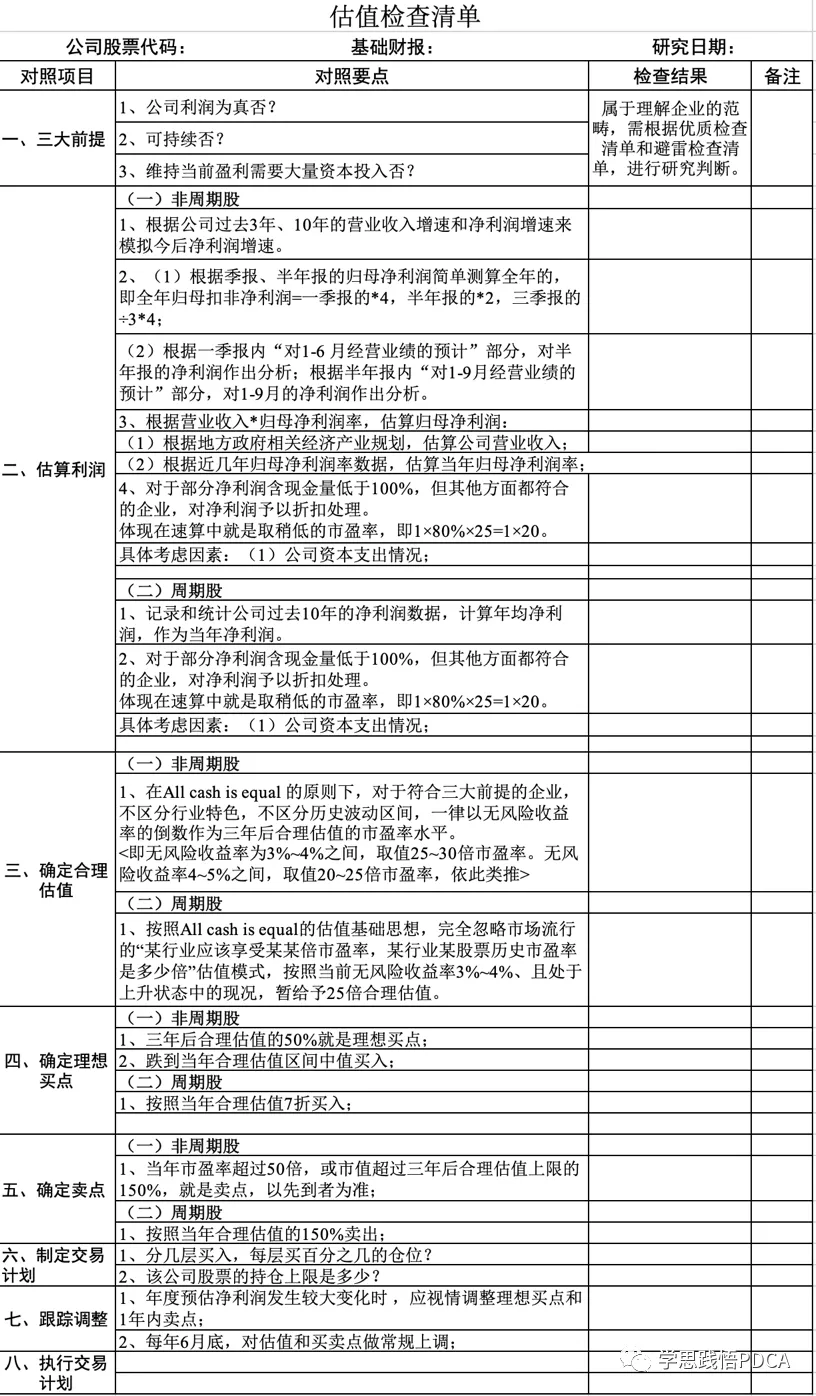 估值检查清单
公司股票代码： 基础财报： 研究日期：
对照项目 对照要点 检查结果 备注
一、三大前提
1、公司利润为真否？
2、可持续否？
3、维持当前盈利需要大量资本投入否？
属于理解企业的范
畴，需根据优质检查
清单和避雷检查清
单，进行研究判断。
二、估算利润
（一）非周期股
1、根据公司过去3年、10年的营业收入增速和净利润增速来
模拟今后净利润增速。
2、（1）根据季报、半年报的归母净利润简单测算全年的，
即全年归母扣非净利润=一季报的*4，半年报的*2，三季报的
÷3*4；
（2）根据一季报内“对1-6 月经营业绩的预计”部分，对半
年报的净利润作出分析；根据半年报内“对1-9月经营业绩的
预计”部分，对1-9月的净利润作出分析。
3、根据营业收入*归母净利润率，估算归母净利润：
（1）根据地方政府相关经济产业规划，估算公司营业收入；
（2）根据近几年归母净利润率数据，估算当年归母净利润率；
4、对于部分净利润含现金量低于100%，但其他方面都符合
的企业，对净利润予以折扣处理。
体现在速算中就是取稍低的市盈率，即1×80%×25=1×20。
具体考虑因素：（1）公司资本支出情况；
（二）周期股
1、记录和统计公司过去10年的净利润数据，计算年均净利
润，作为当年净利润。
2、对于部分净利润含现金量低于100%，但其他方面都符合
的企业，对净利润予以折扣处理。
体现在速算中就是取稍低的市盈率，即1×80%×25=1×20。
具体考虑因素：（1）公司资本支出情况；
三、确定合理
估值
（一）非周期股
1、在All cash is equal 的原则下，对于符合三大前提的企业，
不区分行业特色，不区分历史波动区间，一律以无风险收益
率的倒数作为三年后合理估值的市盈率水平。
<即无风险收益率为3%~4%之间，取值25~30倍市盈率。无风
险收益率4~5%之间，取值20~25倍市盈率，依此类推>
（二）周期股
1、按照All cash is equal的估值基础思想，完全忽略市场流行
的“某行业应该享受某某倍市盈率，某行业某股票历史市盈率
是多少倍”估值模式，按照当前无风险收益率3%~4%、且处于
上升状态中的现况，暂给予25倍合理估值。
四、确定理想
买点
（一）非周期股
1、三年后合理估值的50%就是理想买点；
2、跌到当年合理估值区间中值买入；
（二）周期股
1、按照当年合理估值7折买入；
五、确定卖点
（一）非周期股
1、当年市盈率超过50倍，或市值超过三年后合理估值上限的
150%，就是卖点，以先到者为准；
（二）周期股
1、按照当年合理估值的150%卖出；
六、制定交易
计划
1、分几层买入，每层买百分之几的仓位？
2、该公司股票的持仓上限是多少？
七、跟踪调整
1、年度预估净利润发生较大变化时 ，应视情调整理想买点和
1年内卖点；
2、每年6月底，对估值和买卖点做常规上调；
八、执行交易
计划
学思践悟PDCA